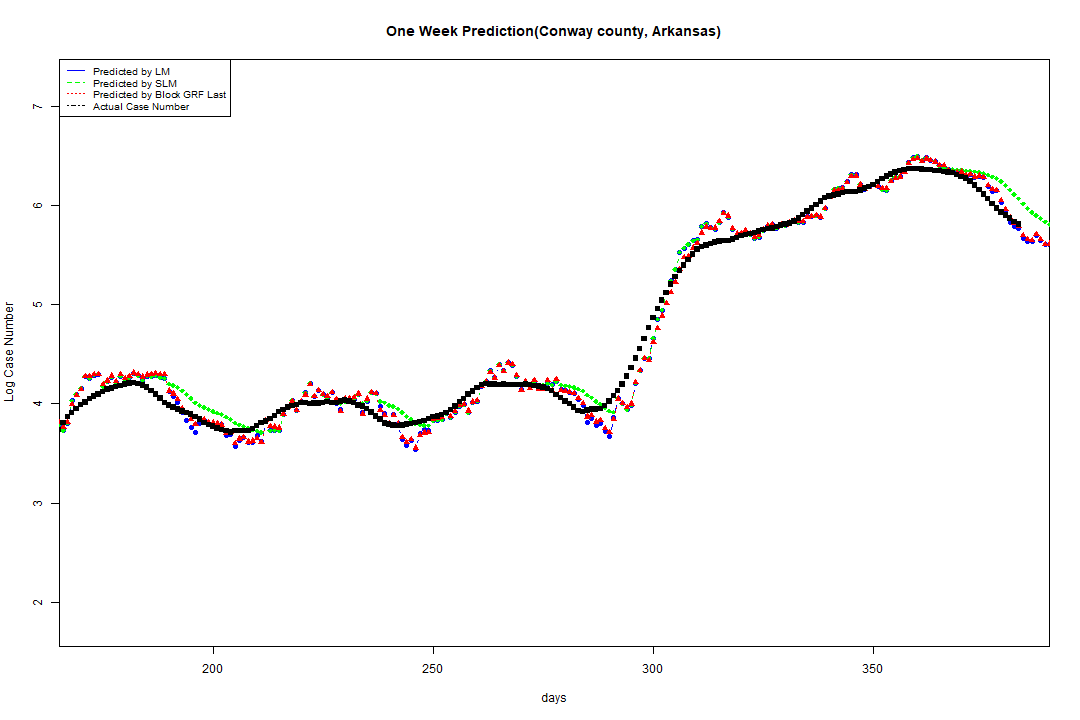 One Week Prediction(Conway county, Arkansas)
Predicted by LM
Predicted by SLM
Predicted by Block GRF Last
Actual Case Number
7
6
5
4
3
2
Log Case Number
200 250 300 350
days